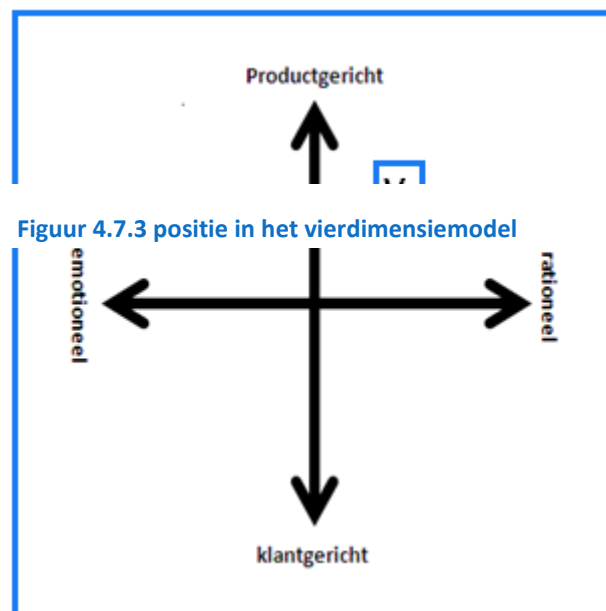 Productgericht
V
Figuur 4.7.3 positie in het vierdimensiemodel
emotioneel
rationeel
klantgericht